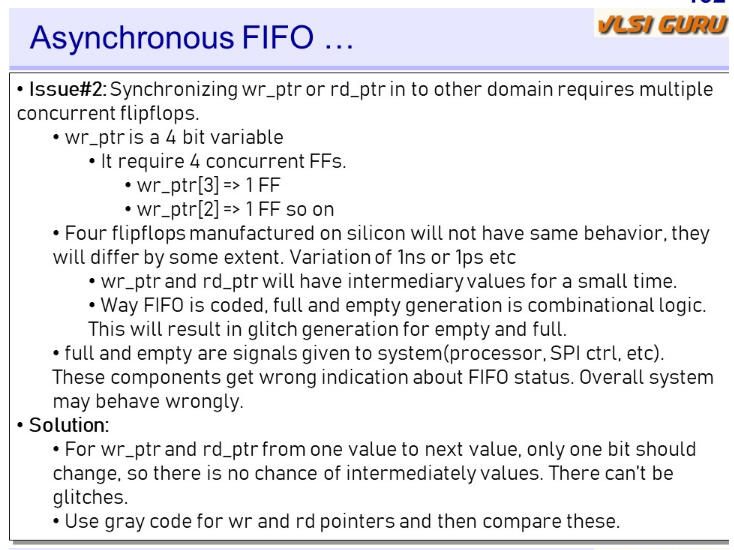 VLSI GURU
Asynchronous FIFO …
• Issue#2: Synchronizing wr_ptr or rd_ptr in to other domain requires multiple
concurrent flipflops.
• wr_ptr is a 4 bit variable
• It require 4 concurrent FFs.
• wr_ptr[3] => 1 FF
• wr_ptr[2] => 1 FF so on
• Four flipflops manufactured on silicon will not have same behavior, they
will differ by some extent. Variation of 1ns or 1ps etc
• wr_ptr and rd_ptr will have intermediary values for a small time.
• Way FIFO is coded, full and empty generation is combinational logic.
This will result in glitch generation for empty and full.
• full and empty are signals given to system(processor, SPI ctrl, etc).
These components get wrong indication about FIFO status. Overall system
may behave wrongly.
• Solution:
• For wr_ptr and rd_ptr from one value to next value, only one bit should
change, so there is no chance of intermediately values. There can't be
glitches.
• Use gray code for wr and rd pointers and then compare these.